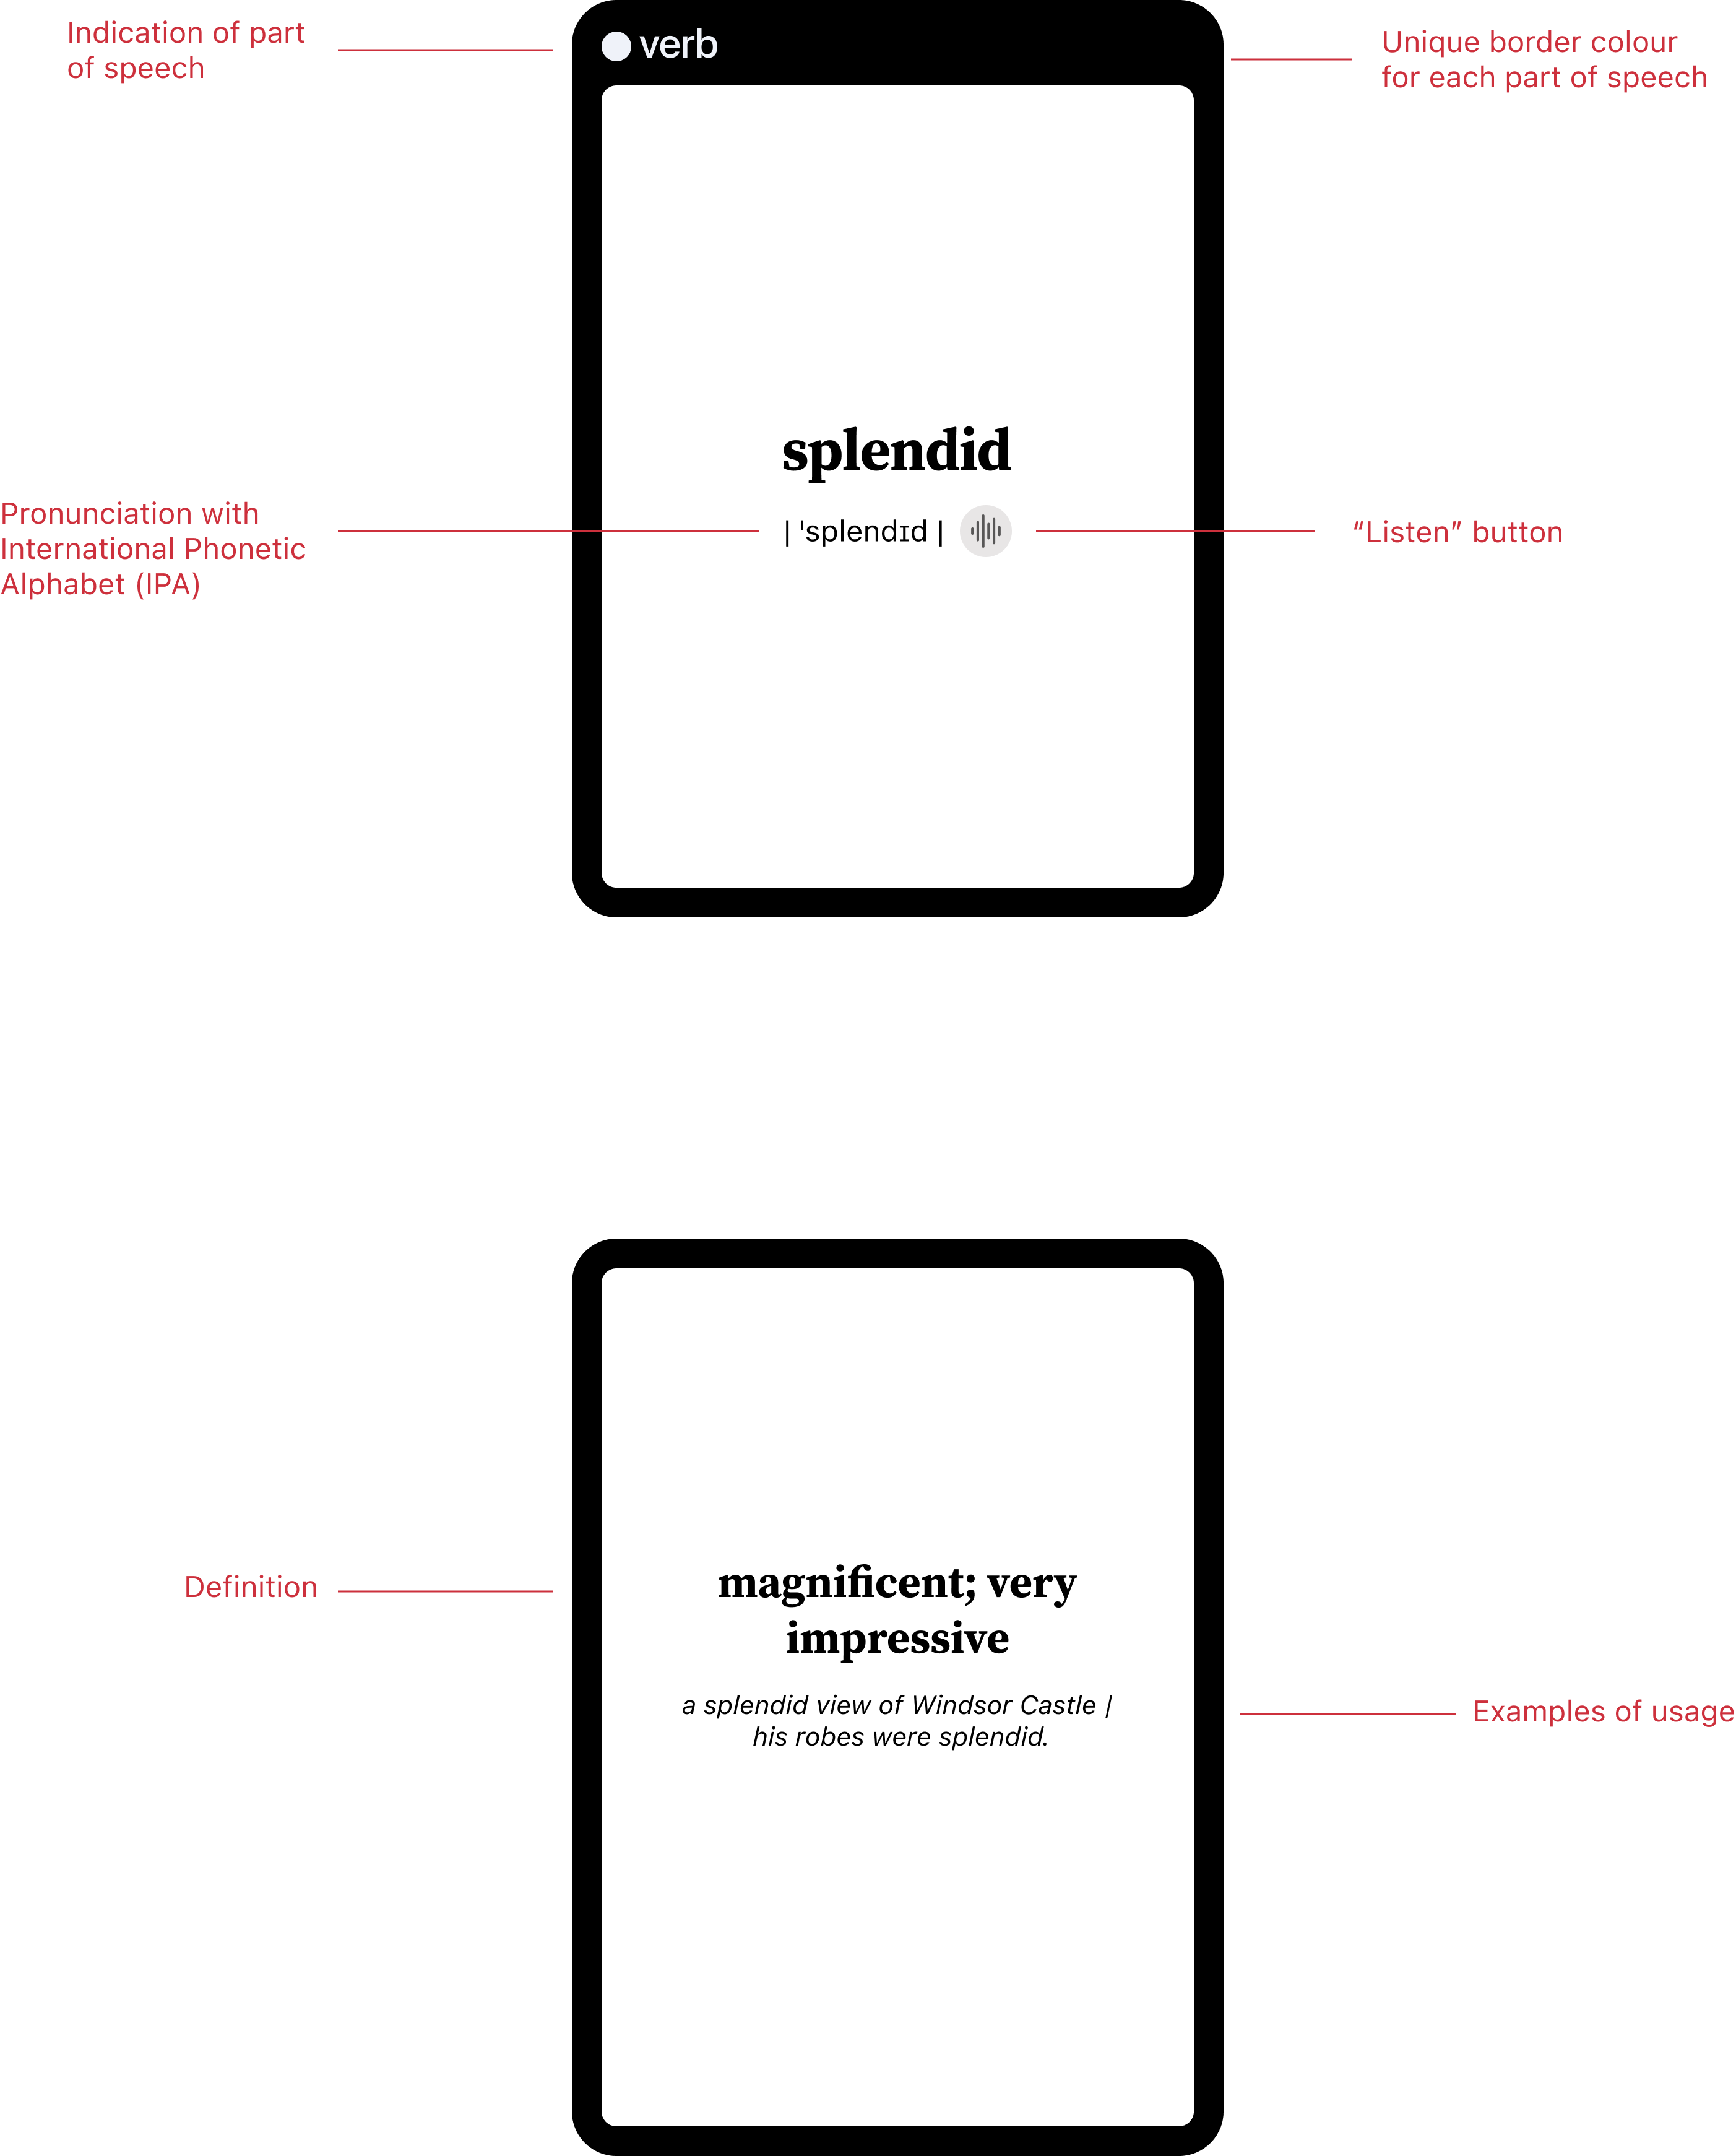 Indication of part
of speech
verb
Unique border colour
for each part of speech
splendid
Pronunciation with
International Phonetic
Alphabet (IPA)
| ˈsplendɪd |
“Listen” button
Definition
magnificent; very
impressive
a splendid view of Windsor Castle |
his robes were splendid.
Examples of usage